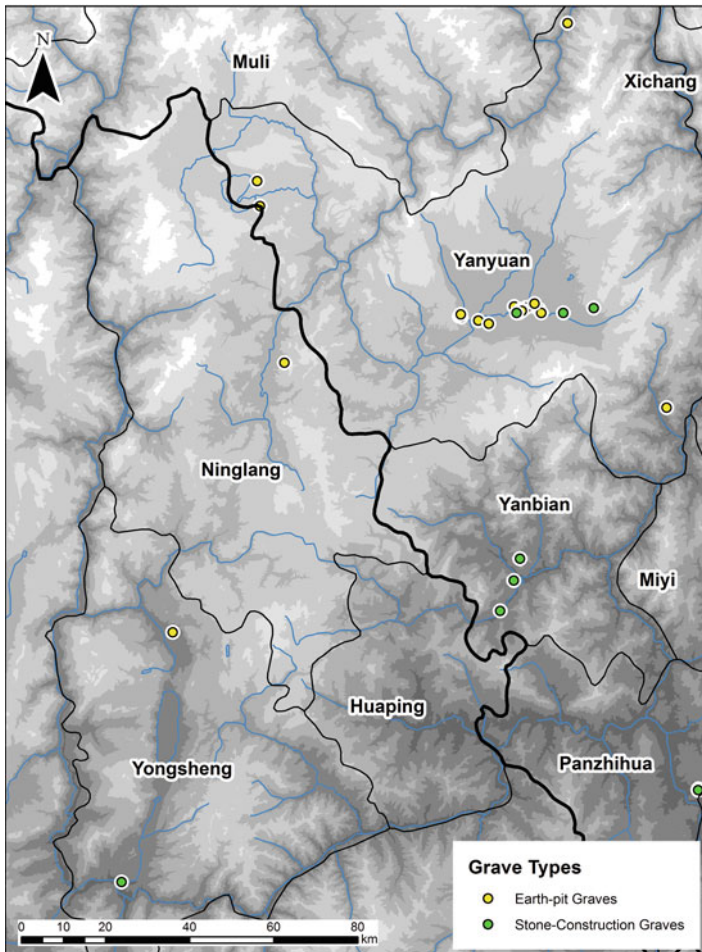 N
Muli
Xichang
Yanyuan
Ninglang
Yanbian
Miyi
Huaping
Yongsheng
Panzhihua
Grave Types
Earth-pit Graves
Stone-Construction Graves
0 10 20 40 60 80
km